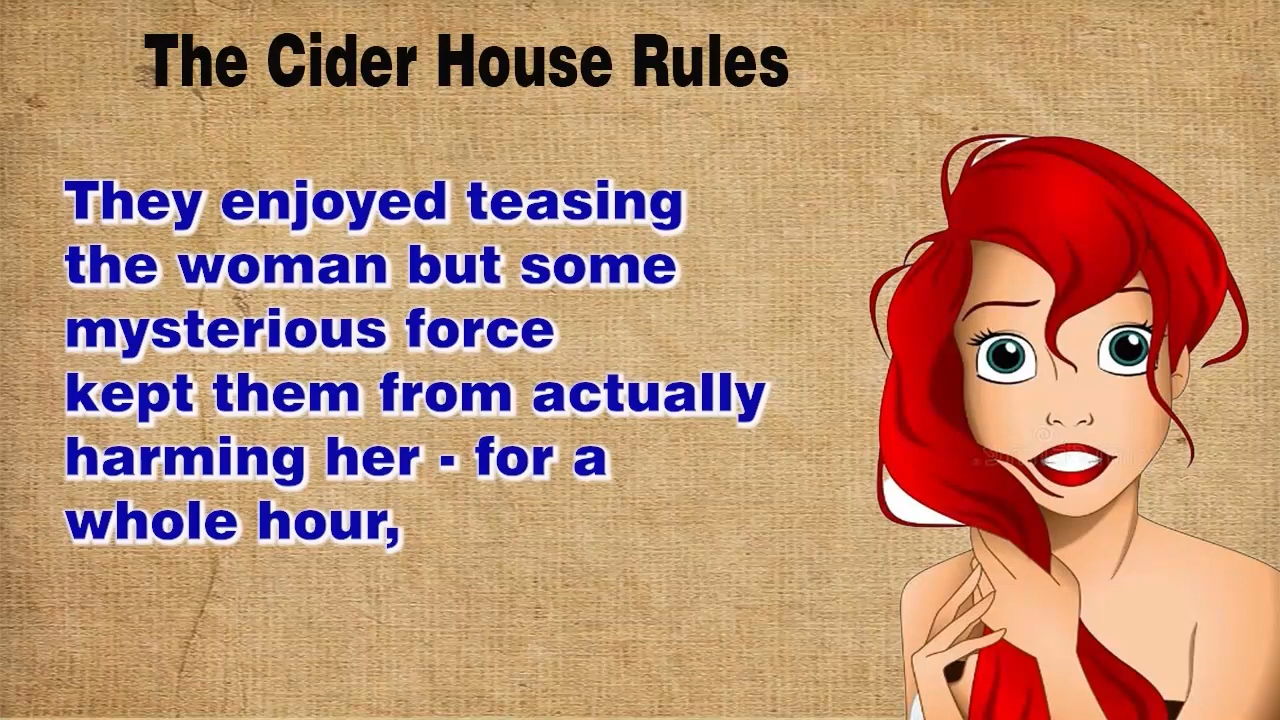 The Cider House Rules
They enjoyed teasing
the woman but some
mysterious force
kept them from actually
harming her - for a
whole hour,